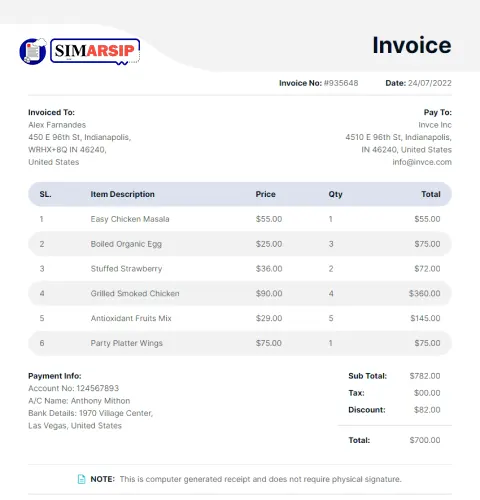 SIMARSIP
Invoice
Invoice No: #935648 Date: 24/07/2022
Invoiced To: Pay To:
Alex Farnandes Invce Inc
450 E 96th St, Indianapolis, 4510 E 96th St, Indianapolis,
WRHX+8Q IN 46240, IN 46240, United States
United States info@invce.com
SL. Item Description Price Qty Total
1 Easy Chicken Masala $55.00 1 $55.00
2 Boiled Organic Egg $25.00 3 $75.00
3 Stuffed Strawberry $36.00 2 $72.00
4 Grilled Smoked Chicken $90.00 4 $360.00
5 Antioxidant Fruits Mix $29.00 5 $145.00
6 Party Platter Wings $75.00 1 $75.00
Payment Info: Sub Total: $782.00
Account No: 124567893 Tax: $00.00
A/C Name: Anthony Mithon Discount: $82.00
Bank Details: 1970 Village Center,
Las Vegas, United States
Total: $700.00
NOTE: This is computer generated receipt and does not require physical signature.